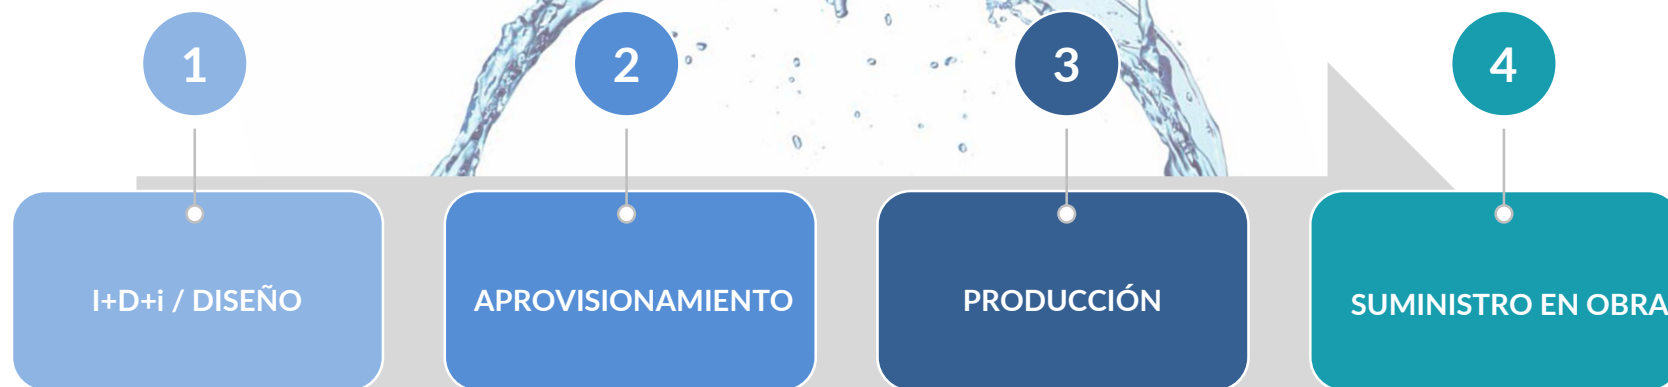 1
2
3
4
I+D+i / DISEÑO
APROVISIONAMIENTO
PRODUCCIÓN
SUMINISTRO EN OBRA